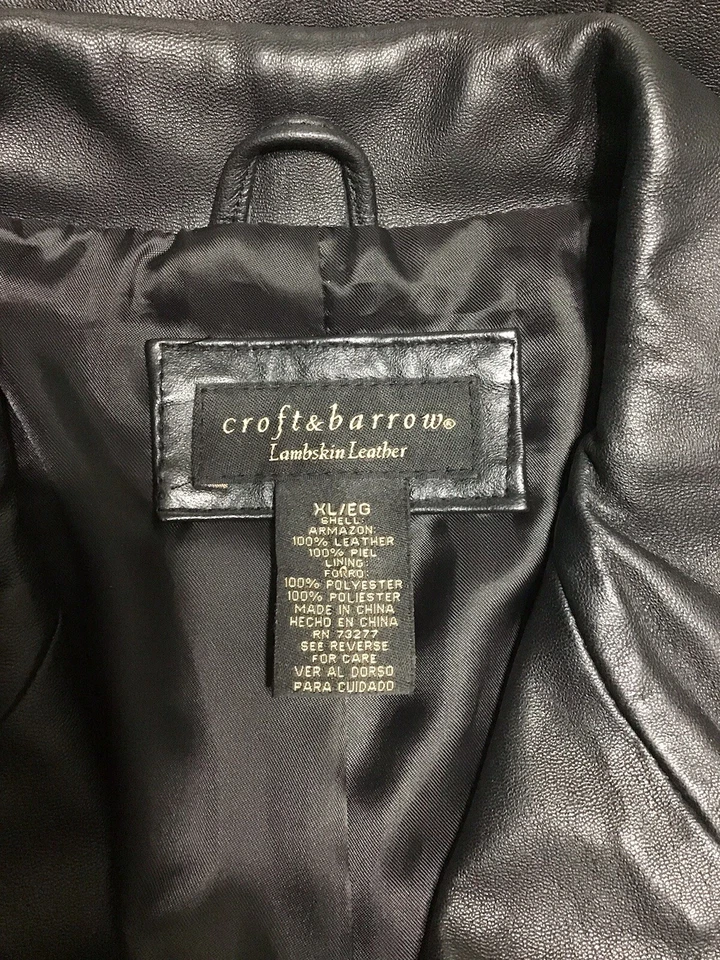 croft&barrow®
Lambskin Leather
XL/EG
SHELL:
ARMAZON:
100% LEATHER
100% PIEL
LINING:
FORRO:
100% POLYESTER
100% POLIESTER
MADE IN CHINA
HECHO EN CHINA
RN 73277
SEE REVERSE
FOR CARE
VER AL DORSO
PARA CUIDADO